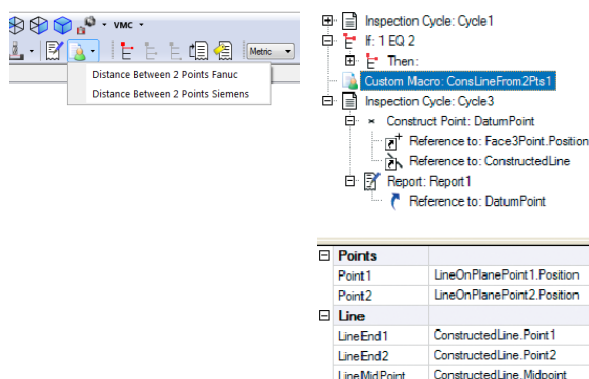 VMC
Metric
Distance Between 2 Points Fanuc
Distance Between 2 Points Siemens
Inspection Cycle: Cycle1
If: 1 EQ 2
Then:
Custom Macro: ConsLineFrom2Pts1
Inspection Cycle: Cycle3
Construct Point: DatumPoint
Reference to: Face3Point.Position
Reference to: ConstructedLine
Report: Report1
Reference to: DatumPoint
Points
Point1 LineOnPlanePoint1.Position
Point2 LineOnPlanePoint2.Position
Line
LineEnd1 ConstructedLine.Point1
LineEnd2 ConstructedLine.Point2
LineMidPoint ConstructedLine.Midpoint